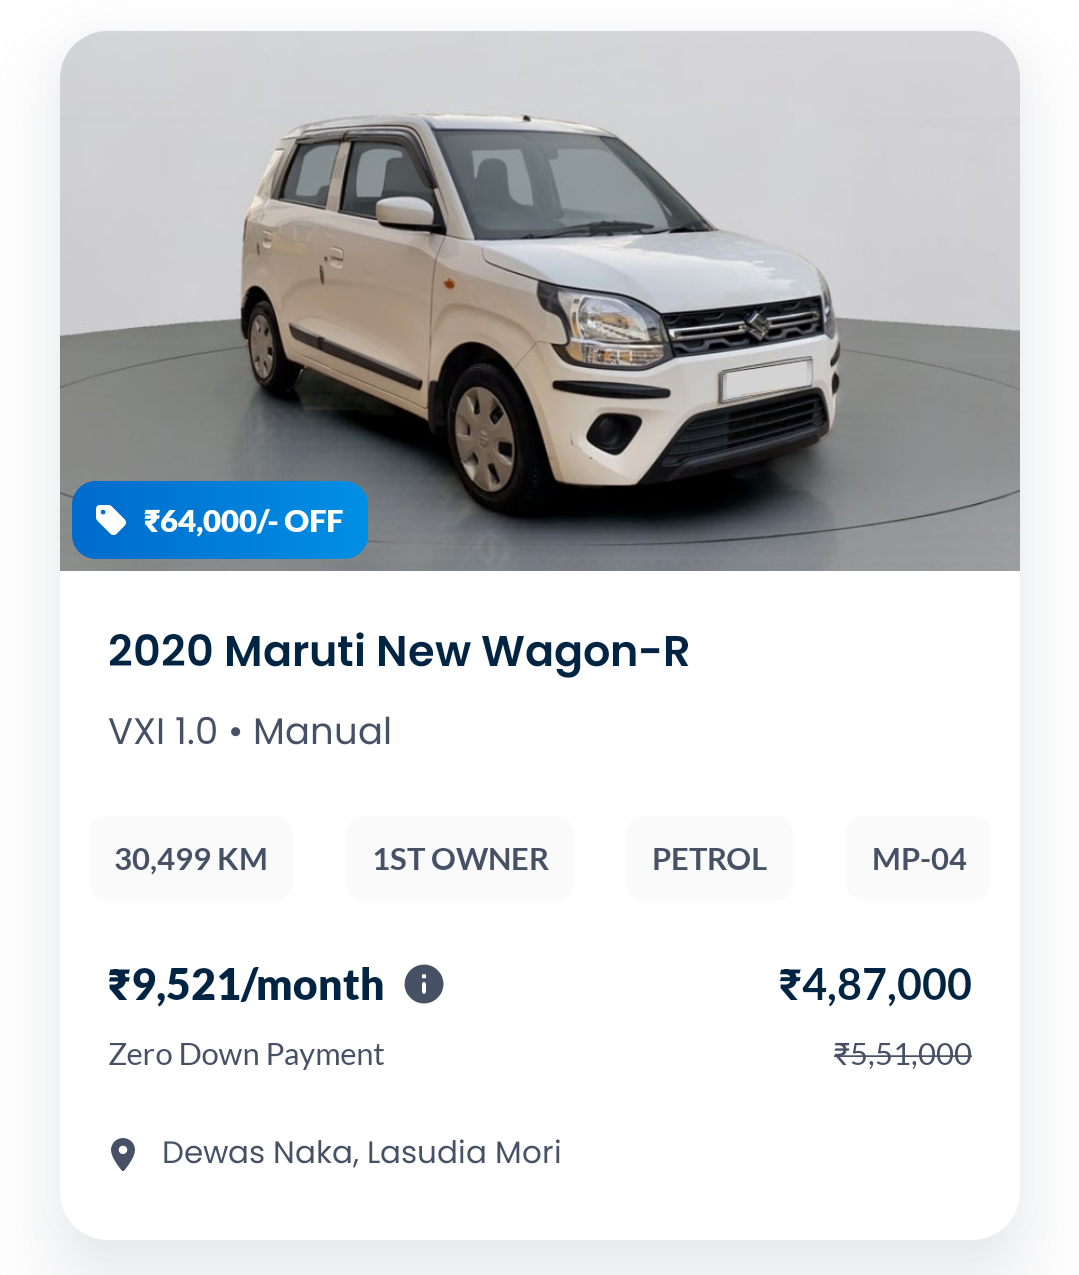 ₹64,000/- OFF
2020 Maruti New Wagon-R
VXI 1.0 • Manual
30,499 KM 1ST OWNER PETROL MP-04
₹9,521/month ₹4,87,000
Zero Down Payment ₹5,51,000
Dewas Naka, Lasudia Mori